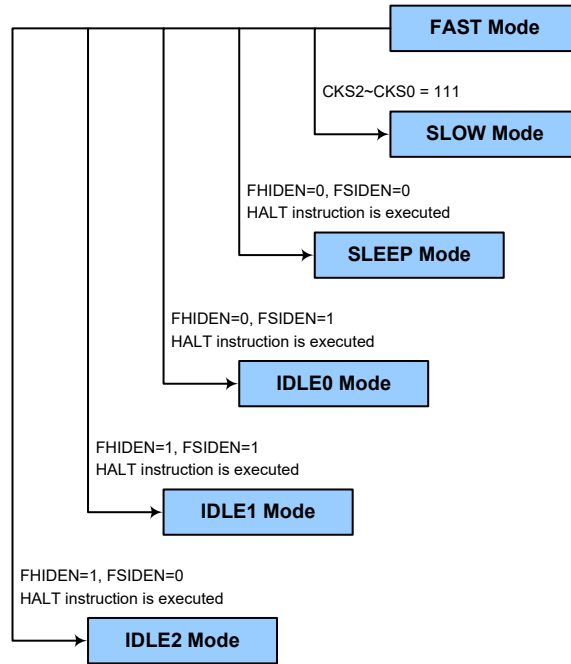 FAST Mode
CKS2~CKS0 = 111
SLOW Mode
FHIDEN=0, FSIDEN=0
HALT instruction is executed
SLEEP Mode
FHIDEN=0, FSIDEN=1
HALT instruction is executed
IDLE0 Mode
FHIDEN=1, FSIDEN=1
HALT instruction is executed
IDLE1 Mode
FHIDEN=1, FSIDEN=0
HALT instruction is executed
IDLE2 Mode